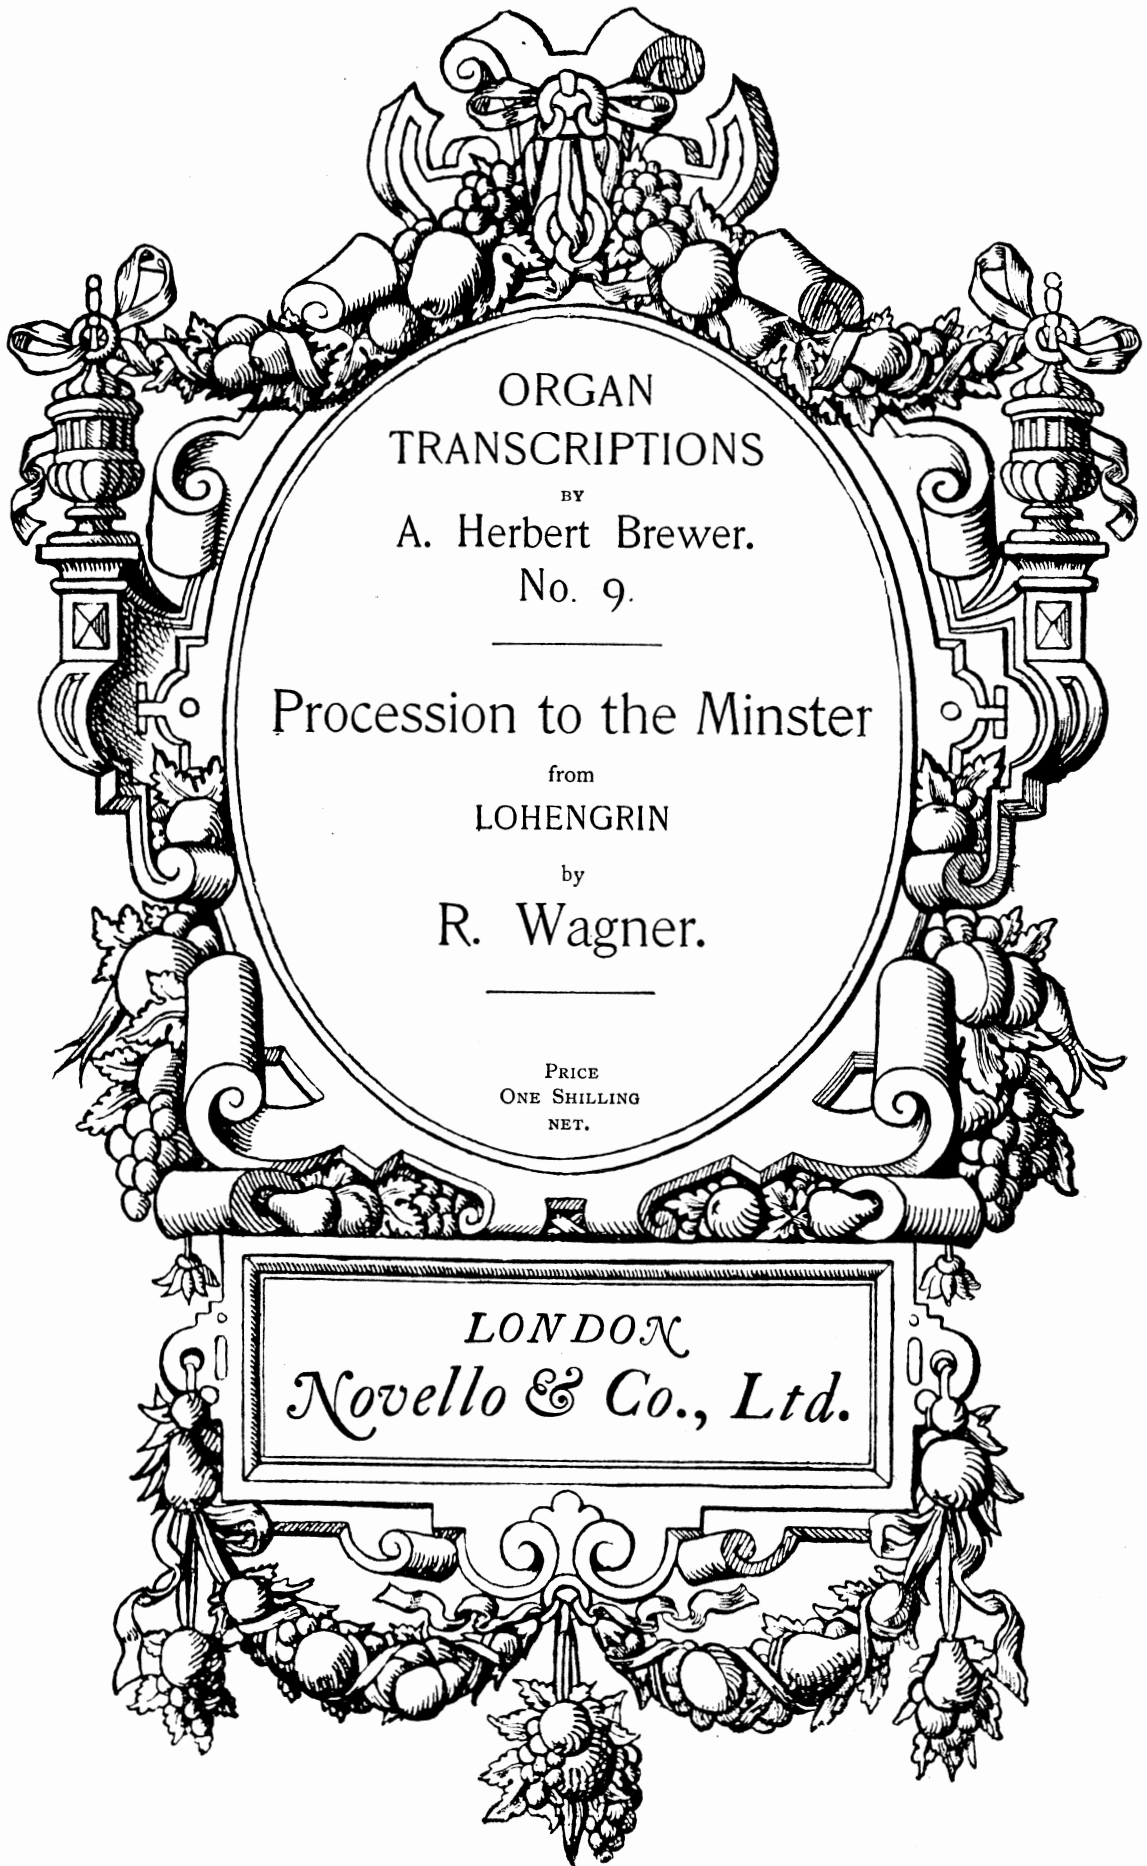 ORGAN
TRANSCRIPTIONS
BY
A. Herbert Brewer.
No. 9.
Procession to the Minster
from
LOHENGRIN
by
R. Wagner.
PRICE
ONE SHILLING
NET.
LONDON
Novello & Co., Ltd.